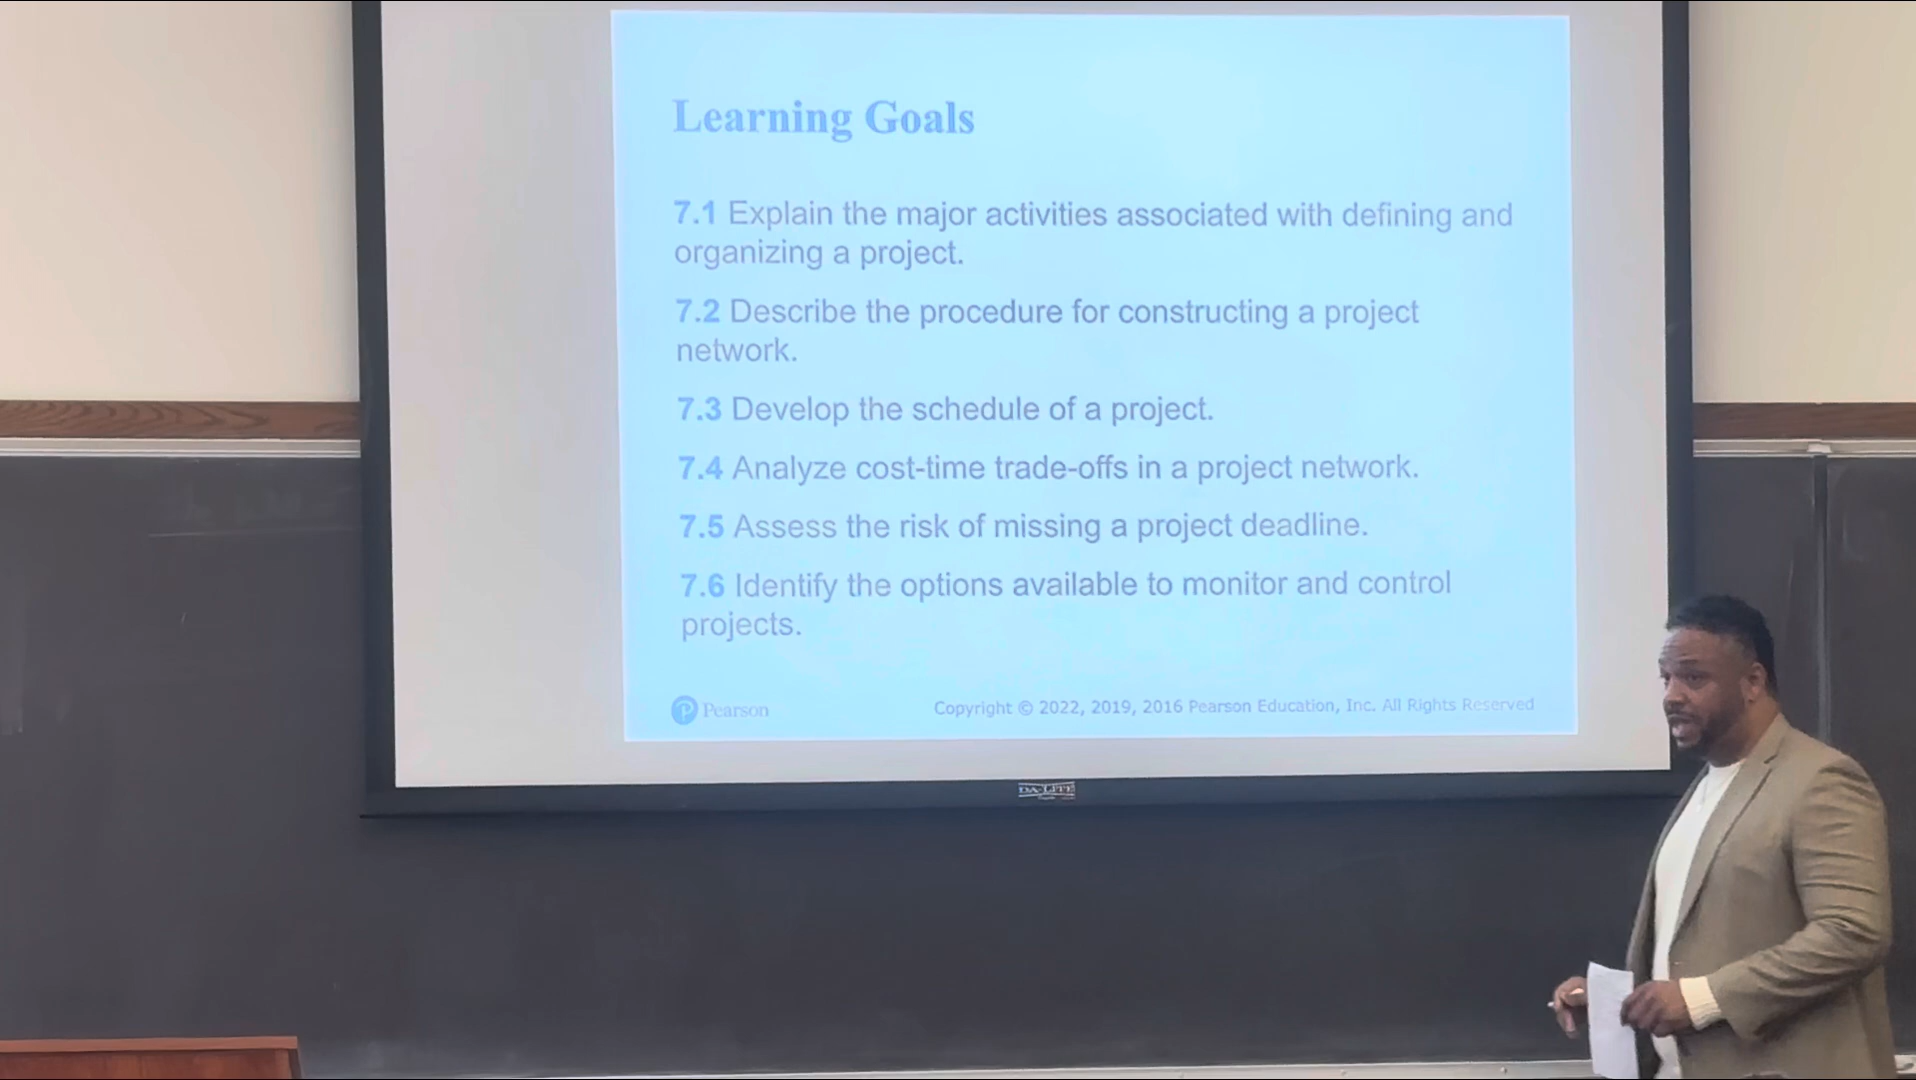 Learning Goals
7.1 Explain the major activities associated with defining and
organizing a project.
7.2 Describe the procedure for constructing a project
network.
7.3 Develop the schedule of a project.
7.4 Analyze cost-time trade-offs in a project network.
7.5 Assess the risk of missing a project deadline.
7.6 Identify the options available to monitor and control
projects.
P Pearson
Copyright © 2022, 2019, 2016 Pearson Education, Inc. All Rights Reserved
DA-LITE